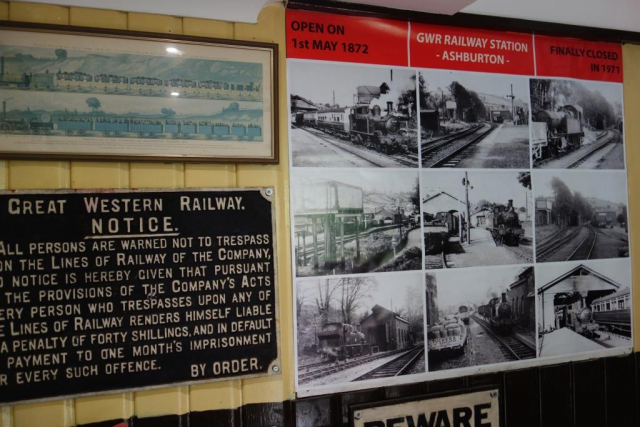 OPEN ON
1st MAY 1872
GWR RAILWAY STATION
- ASHBURTON -
FINALLY CLOSED
IN 1971
GREAT WESTERN RAILWAY.
NOTICE.
ALL PERSONS ARE WARNED NOT TO TRESPASS
ON THE LINES OF RAILWAY OF THE COMPANY,
D NOTICE IS HEREBY GIVEN THAT PURSUANT
THE PROVISIONS OF THE COMPANY'S ACTS
ERY PERSON WHO TRESPASSES UPON ANY OF
E LINES OF RAILWAY RENDERS HIMSELF LIABLE
A PENALTY OF FORTY SHILLINGS, AND IN DEFAULT
PAYMENT TO ONE MONTH'S IMPRISONMENT
R EVERY SUCH OFFENCE. BY ORDER.
BEWARE